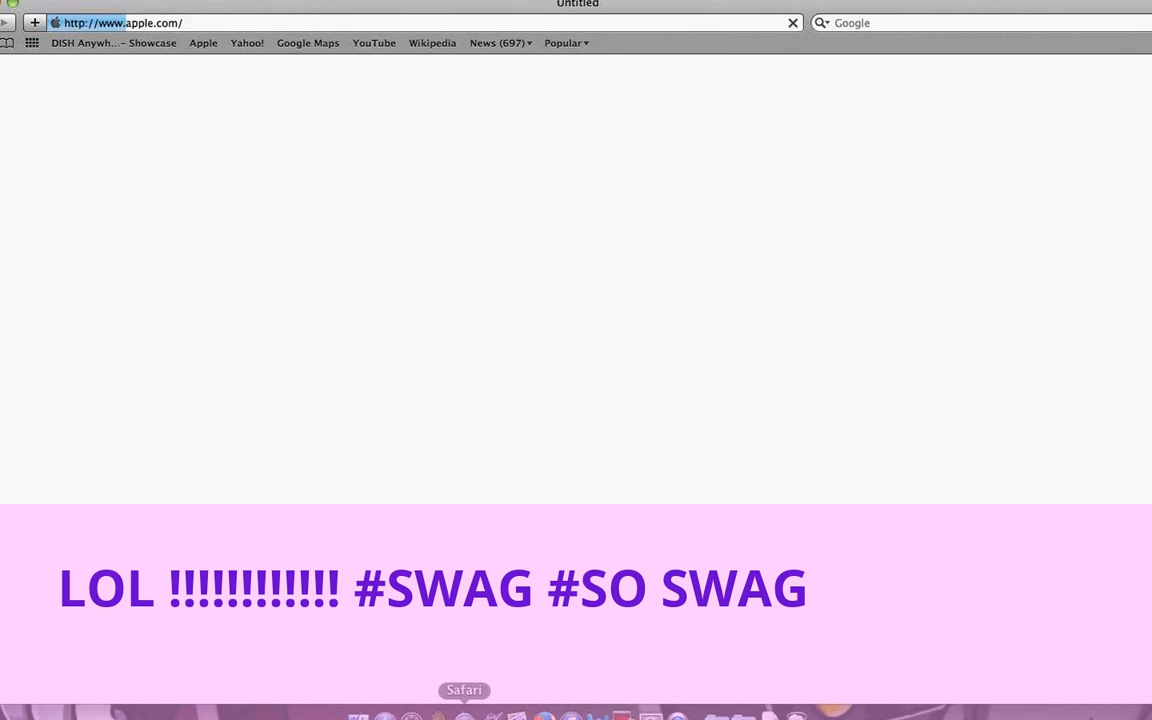 Untitled
http://www.apple.com/
Google
DISH Anywh...– Showcase Apple Yahoo! Google Maps YouTube Wikipedia News (697) Popular
LOL !!!!!!!!!!!!! #SWAG #SO SWAG
Safari